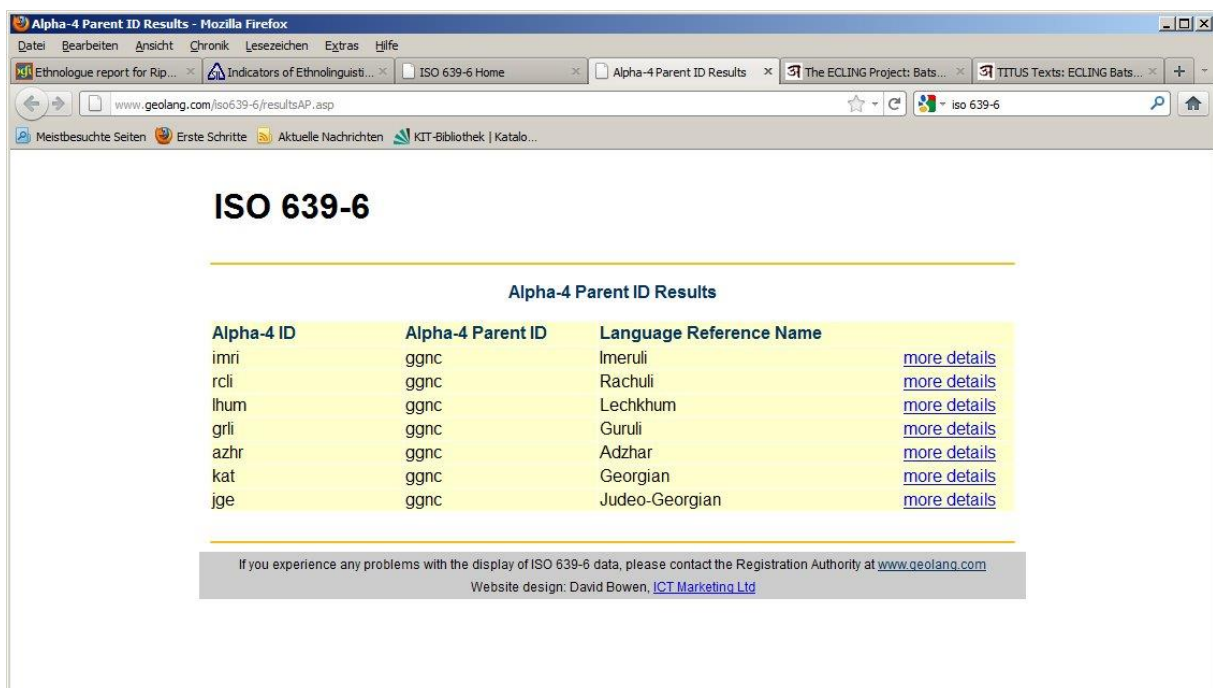 Alpha-4 Parent ID Results - Mozilla Firefox
Datei Bearbeiten Ansicht Chronik Lesezeichen Extras Hilfe
Ethnologue report for Rip... Indicators of Ethnolinguisti... ISO 639-6 Home Alpha-4 Parent ID Results The ECLING Project: Bats... TITUS Texts: ECLING Bats...
www.geolang.com/iso639-6/resultsAP.asp iso 639-6
Meistbesuchte Seiten Erste Schritte Aktuelle Nachrichten KIT-Bibliothek | Katalo...
ISO 639-6
Alpha-4 Parent ID Results
Alpha-4 ID Alpha-4 Parent ID Language Reference Name
imri ggnc Imeruli more details
rcli ggnc Rachuli more details
lhum ggnc Lechkhum more details
grli ggnc Guruli more details
azhr ggnc Adzhar more details
kat ggnc Georgian more details
jge ggnc Judeo-Georgian more details
If you experience any problems with the display of ISO 639-6 data, please contact the Registration Authority at www.geolang.com
Website design: David Bowen, ICT Marketing Ltd